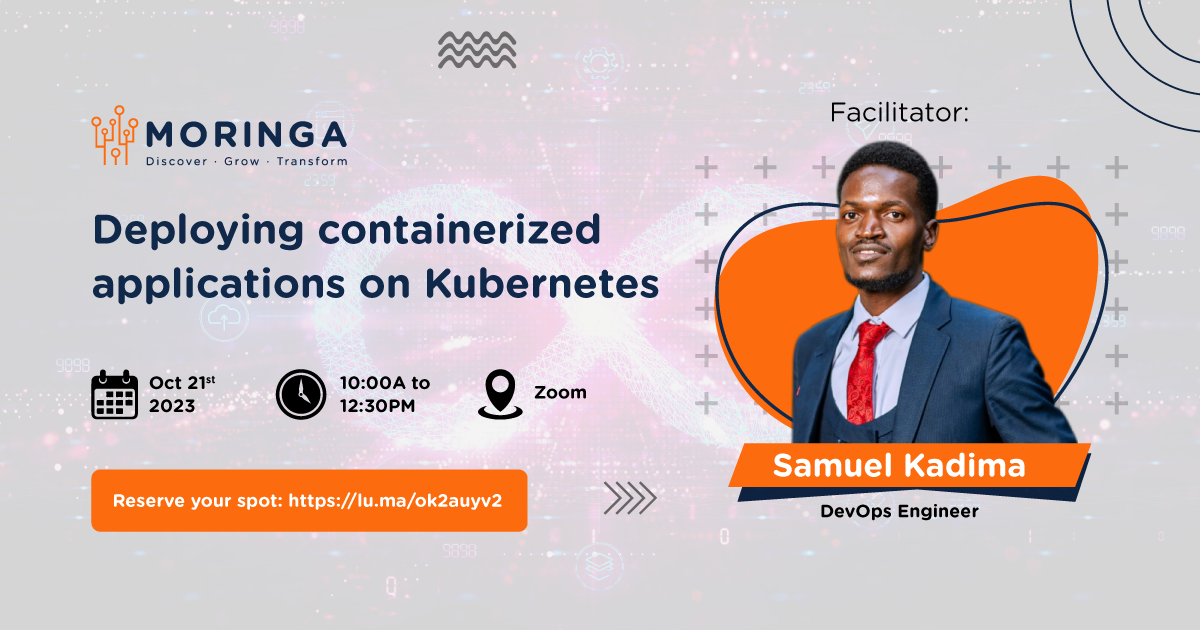 MORINGA
Discover · Grow · Transform
Deploying containerized
applications on Kubernetes
Oct 21st
2023
10:00A to
12:30PM
Zoom
Reserve your spot: https://lu.ma/ok2auyv2
Facilitator:
Samuel Kadima
DevOps Engineer